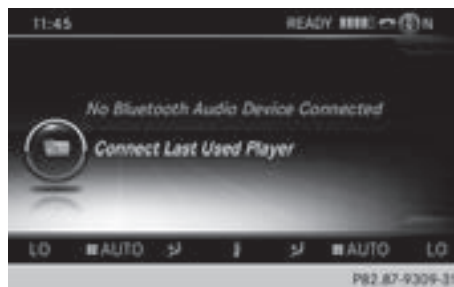 11:45 READY N
No Bluetooth Audio Device Connected
Connect Last Used Player
LO AUTO AUTO LO
P82.87-9309-31